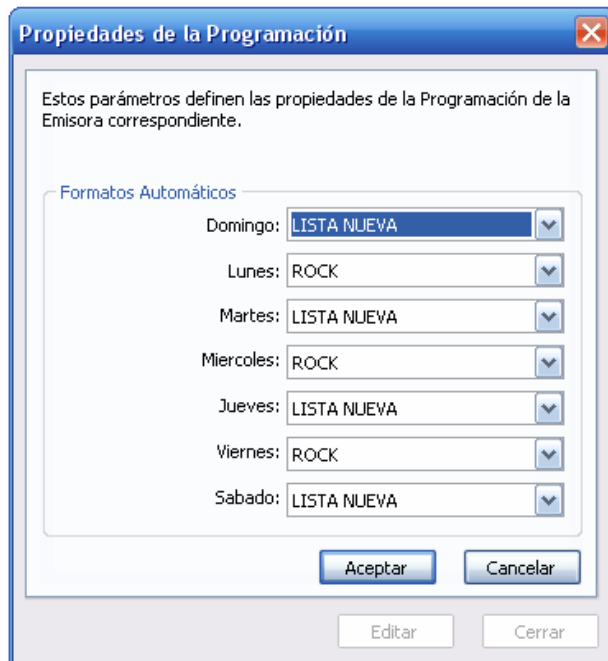 Propiedades de la Programación
Estos parámetros definen las propiedades de la Programación de la
Emisora correspondiente.
Formatos Automáticos
Domingo: LISTA NUEVA
Lunes: ROCK
Martes: LISTA NUEVA
Miercoles: ROCK
Jueves: LISTA NUEVA
Viernes: ROCK
Sabado: LISTA NUEVA
Aceptar Cancelar
Editar Cerrar